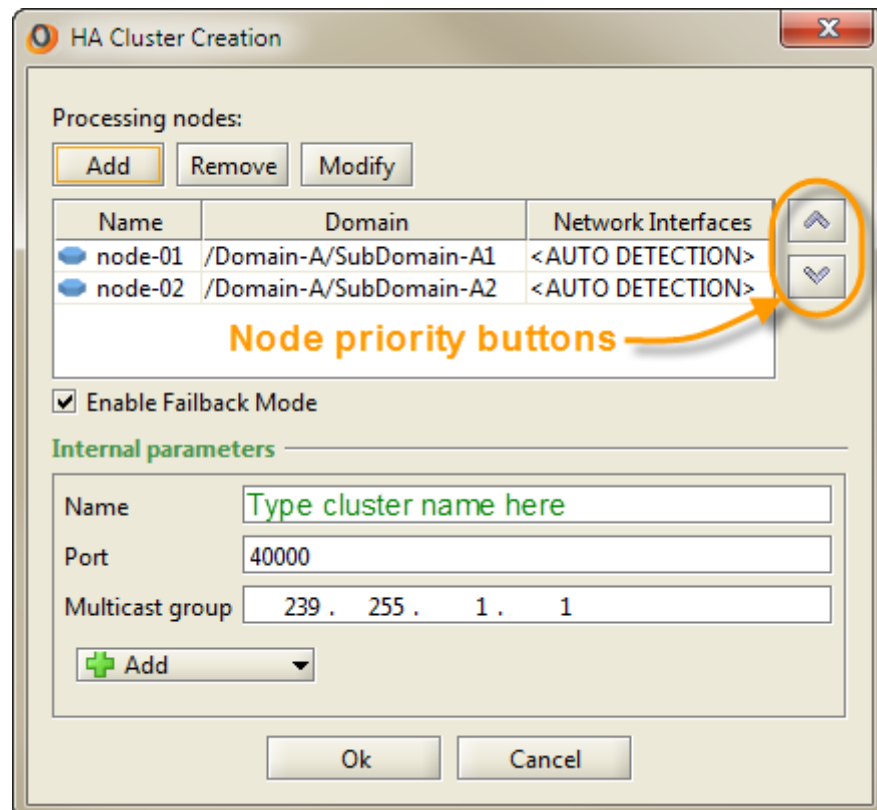 HA Cluster Creation
Processing nodes:
Add Remove Modify
Name Domain Network Interfaces
node-01 /Domain-A/SubDomain-A1 <AUTO DETECTION>
node-02 /Domain-A/SubDomain-A2 <AUTO DETECTION>
Node priority buttons
Enable Failback Mode
Internal parameters
Name Type cluster name here
Port 40000
Multicast group 239 . 255 . 1 . 1
Add
Ok Cancel